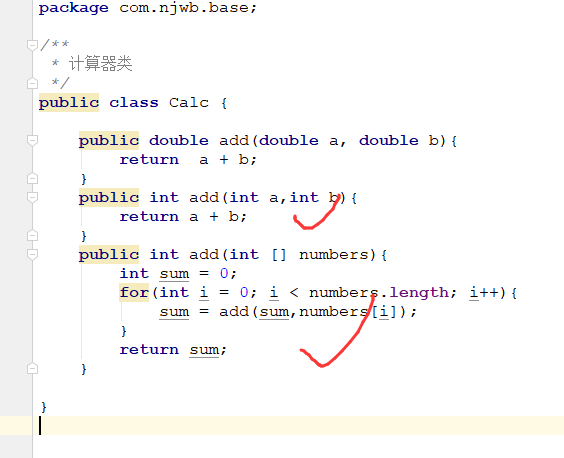 package com.njwb.base;
/**
 * 计算器类
 */
public class Calc {
    public double add(double a, double b){
        return  a + b;
    }
    public int add(int a,int b){
        return a + b;
    }
    public int add(int [] numbers){
        int sum = 0;
        for(int i = 0; i < numbers.length; i++){
            sum = add(sum,numbers[i]);
        }
        return sum;
    }
}